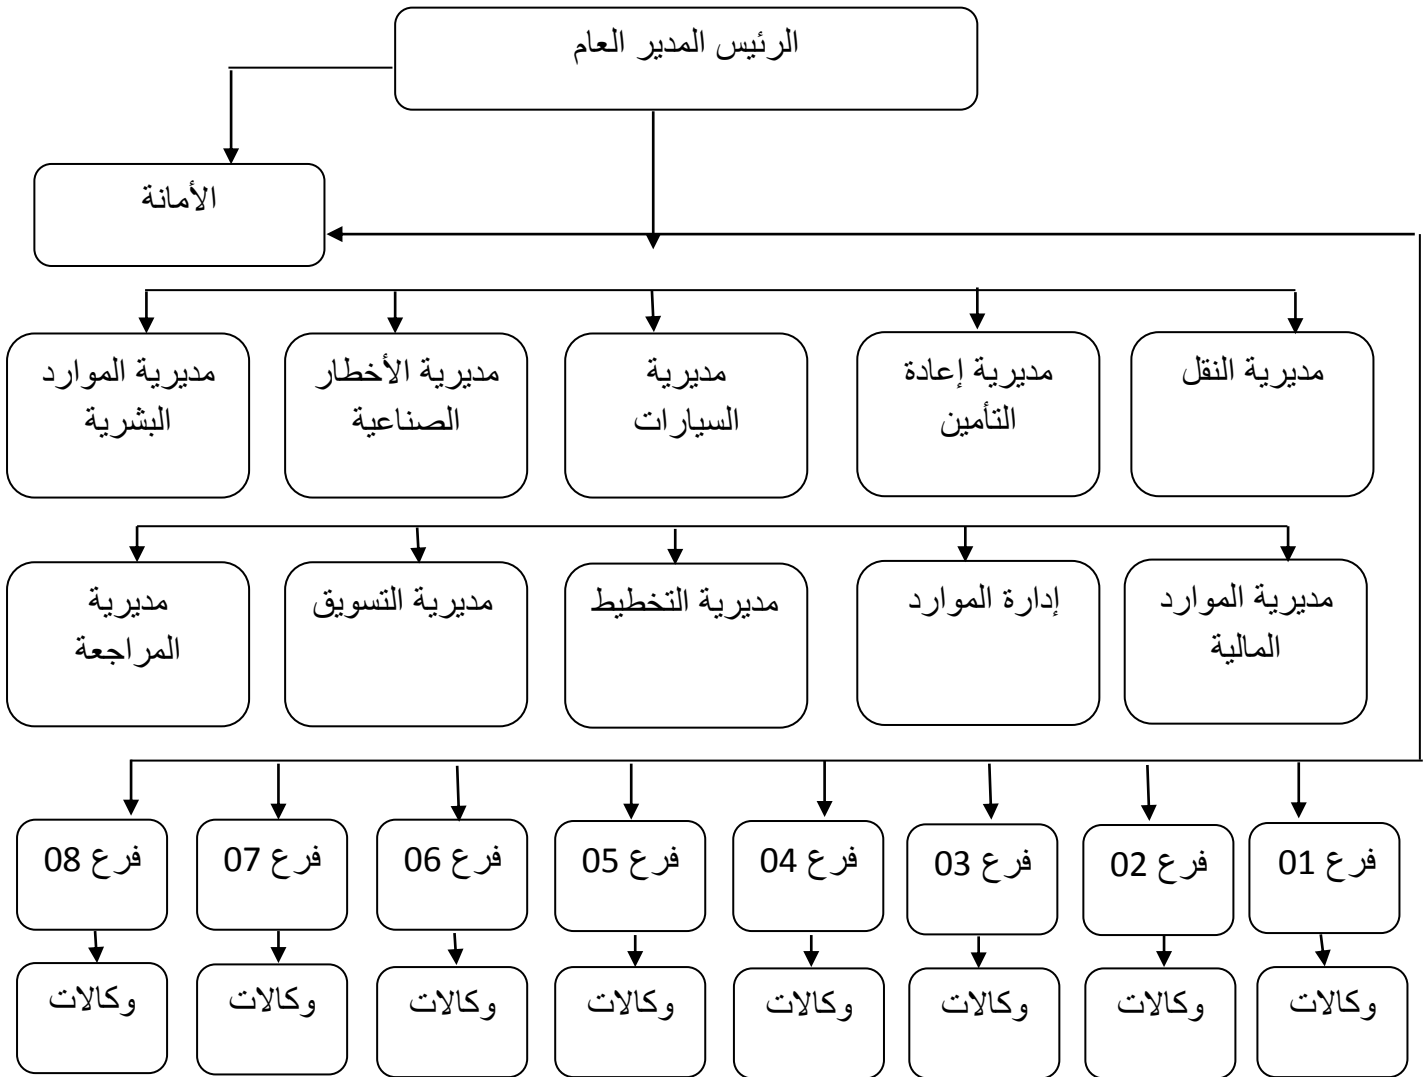 الرئيس المدير العام
الأمانة
مديرية النقل
مديرية إعادة
التأمين
مديرية
السيارات
مديرية الأخطار
الصناعية
مديرية الموارد
البشرية
مديرية الموارد
المالية
إدارة الموارد
مديرية التخطيط
مديرية التسويق
مديرية
المراجعة
فرع 01
فرع 02
فرع 03
فرع 04
فرع 05
فرع 06
فرع 07
فرع 08
وكالات
وكالات
وكالات
وكالات
وكالات
وكالات
وكالات
وكالات